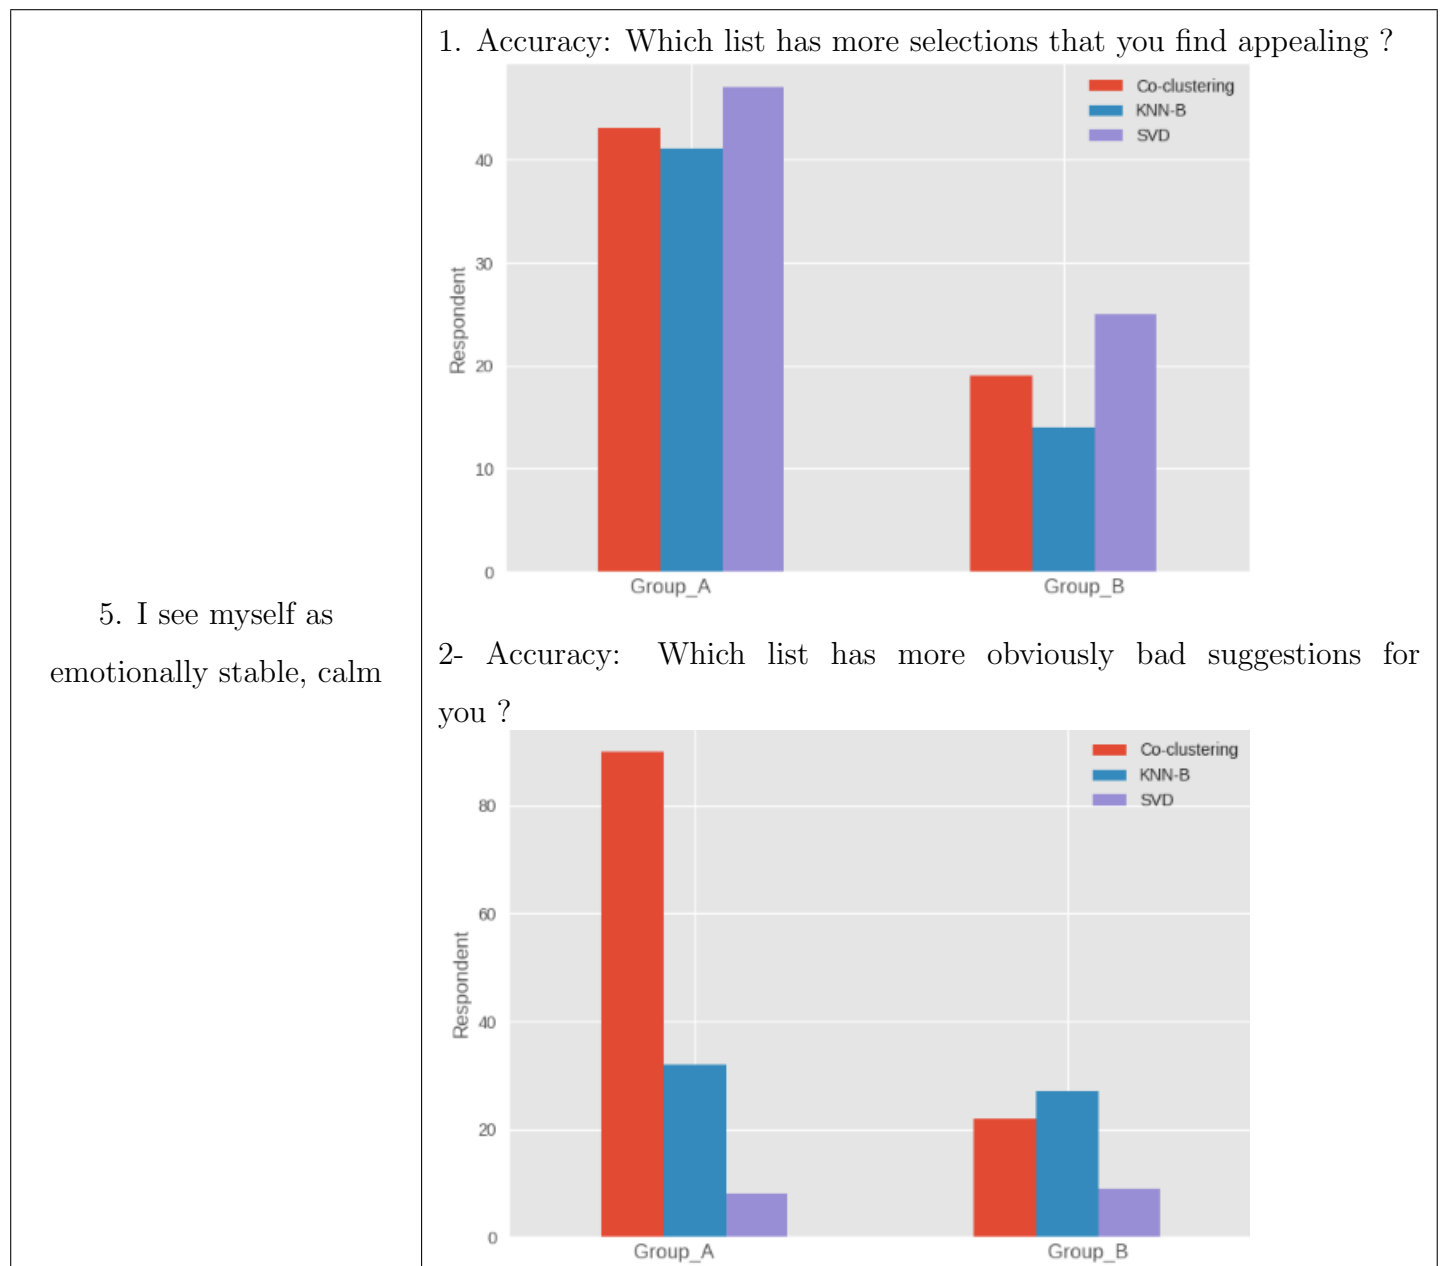 5. I see myself as
emotionally stable, calm
1. Accuracy: Which list has more selections that you find appealing ?
Co-clustering
KNN-B
SVD
40
30
20
10
0
Respondent
Group_A
Group_B
2- Accuracy: Which list has more obviously bad suggestions for
you ?
Co-clustering
KNN-B
SVD
80
60
40
20
0
Respondent
Group_A
Group_B